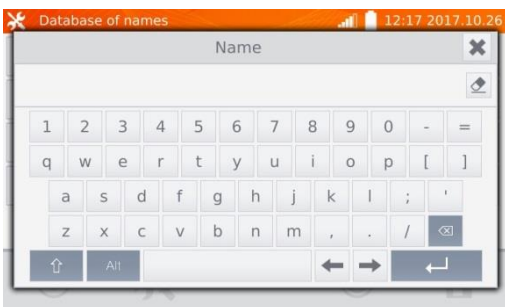 Database of names 12:17 2017.10.26
Name
1 2 3 4 5 6 7 8 9 0 - =
q w e r t y u i o p [ ]
a s d f g h j k l ; '
z x c v b n m , . /
Alt